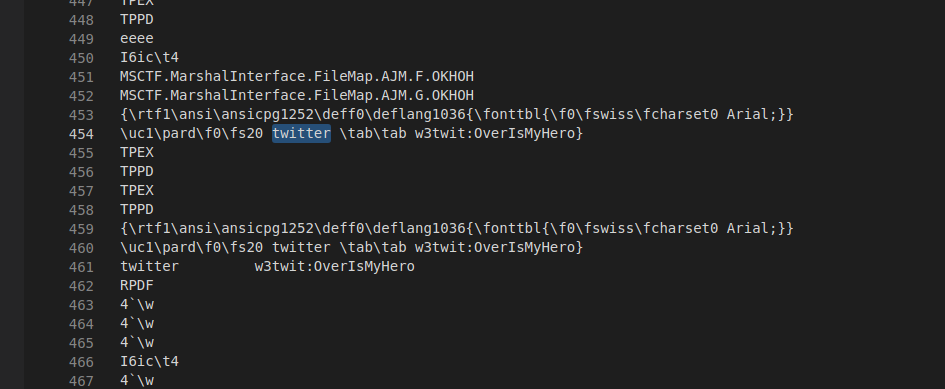 447 TPEX
448 TPPD
449 eeee
450 I6ic\t4
451 MSCTF.MarshalInterface.FileMap.AJM.F.OKHOH
452 MSCTF.MarshalInterface.FileMap.AJM.G.OKHOH
453 {\rtf1\ansi\ansicpg1252\deff0\deflang1036{\fonttbl{\f0\fswiss\fcharset0 Arial;}}
454 \uc1\pard\f0\fs20 twitter \tab\tab w3twit:OverIsMyHero}
455 TPEX
456 TPPD
457 TPEX
458 TPPD
459 {\rtf1\ansi\ansicpg1252\deff0\deflang1036{\fonttbl{\f0\fswiss\fcharset0 Arial;}}
460 \uc1\pard\f0\fs20 twitter \tab\tab w3twit:OverIsMyHero}
461 twitter         w3twit:OverIsMyHero
462 RPDF
463 4`\w
464 4`\w
465 4`\w
466 I6ic\t4
467 4`\w